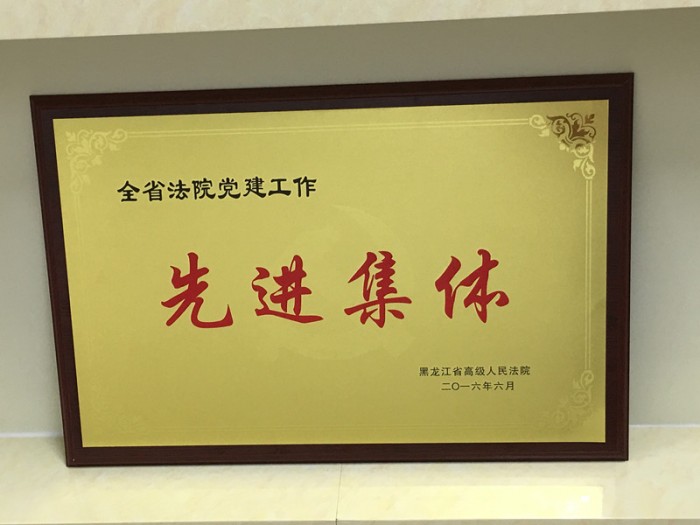 全省法院党建工作
先进集体
黑龙江省高级人民法院
二〇一六年六月